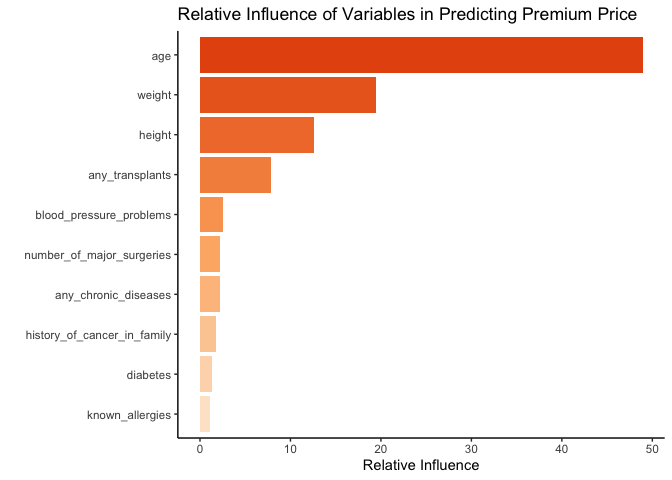 Relative Influence of Variables in Predicting Premium Price
age
weight
height
any_transplants
blood_pressure_problems
number_of_major_surgeries
any_chronic_diseases
history_of_cancer_in_family
diabetes
known_allergies
0 10 20 30 40 50
Relative Influence